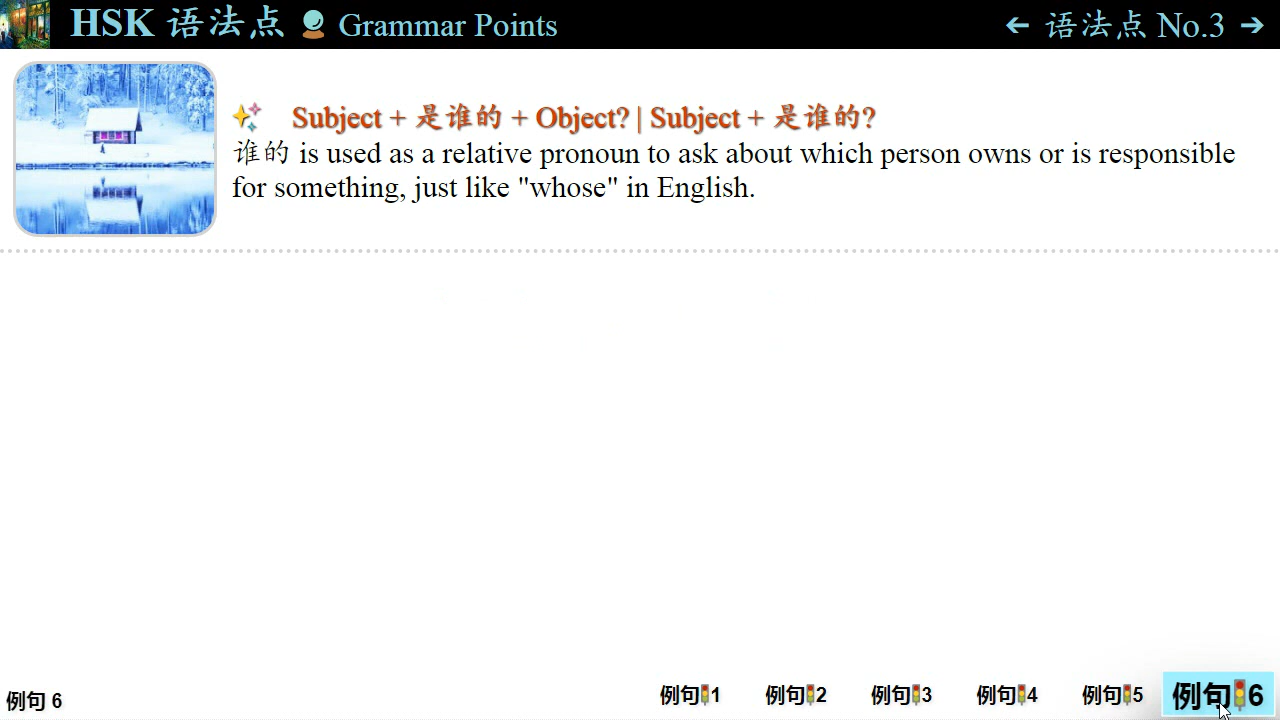 HSK 语法点 Grammar Points
← 语法点 No.3 →
Subject + 是谁的 + Object? | Subject + 是谁的?
谁的 is used as a relative pronoun to ask about which person owns or is responsible
for something, just like "whose" in English.
例句 6
例句🚦1 例句🚦2 例句🚦3 例句🚦4 例句🚦5 例句🚦6